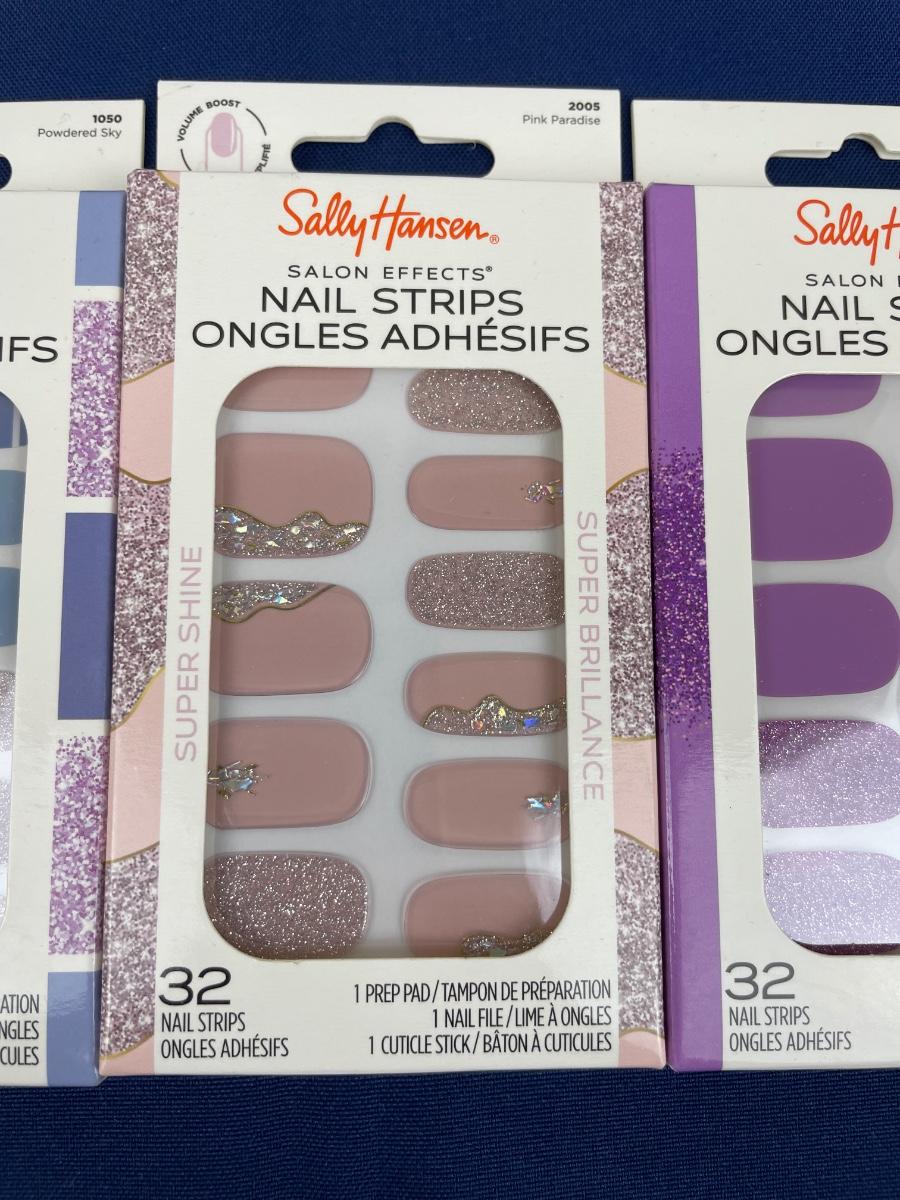 1050
Powdered Sky
IFS
VOLUME BOOST
2005
Pink Paradise
Sally Hansen®
SALON EFFECTS®
NAIL STRIPS
ONGLES ADHÉSIFS
SUPER SHINE
SUPER BRILLANCE
32
NAIL STRIPS
ONGLES ADHÉSIFS
1 PREP PAD / TAMPON DE PRÉPARATION
1 NAIL FILE / LIME À ONGLES
1 CUTICLE STICK / BÂTON À CUTICULES
Sally H
SALON E
NAIL S
ONGLES
32
NAIL STRIPS
ONGLES ADHÉSIFS